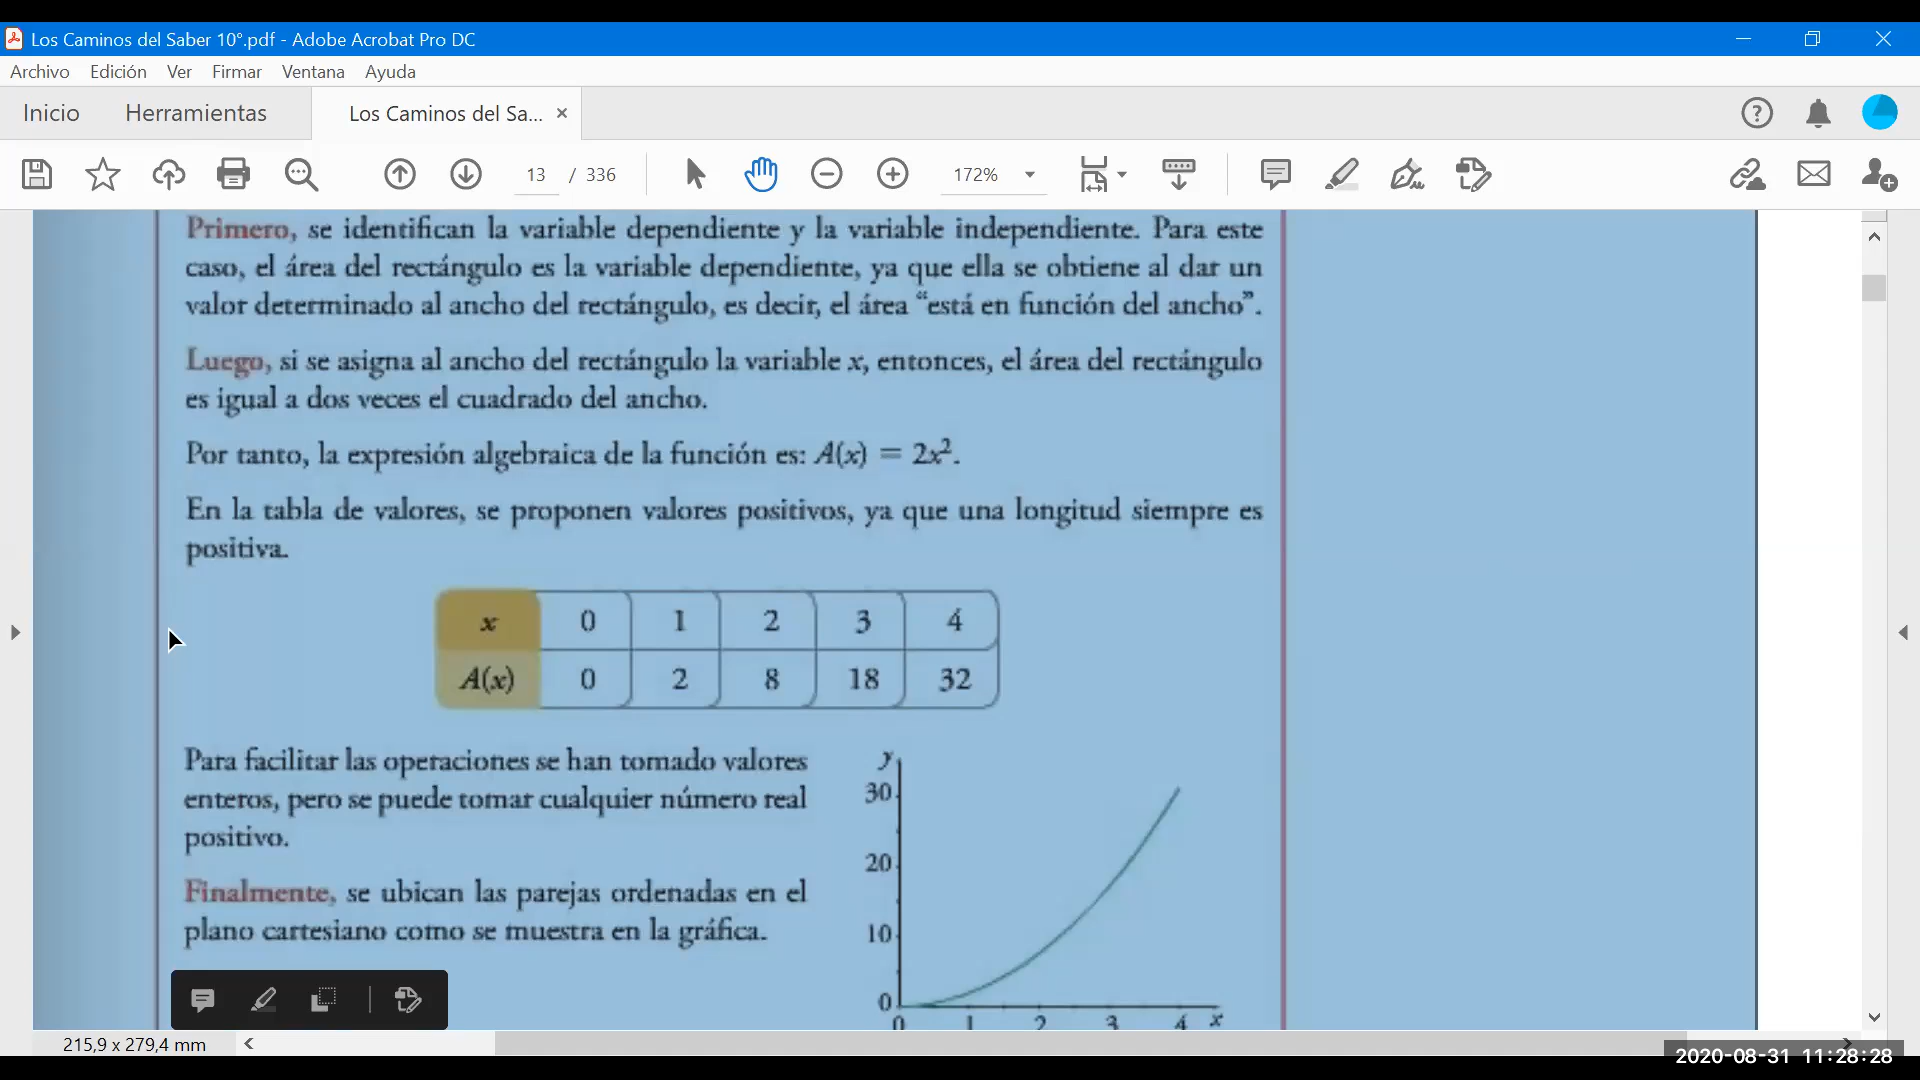 Los Caminos del Saber 10°.pdf - Adobe Acrobat Pro DC
Archivo Edición Ver Firmar Ventana Ayuda
Inicio Herramientas Los Caminos del Sa... ×
13 / 336 172%
Primero, se identifican la variable dependiente y la variable independiente. Para este
caso, el área del rectángulo es la variable dependiente, ya que ella se obtiene al dar un
valor determinado al ancho del rectángulo, es decir, el área “está en función del ancho”.
Luego, si se asigna al ancho del rectángulo la variable x, entonces, el área del rectángulo
es igual a dos veces el cuadrado del ancho.
Por tanto, la expresión algebraica de la función es: A(x) = 2x².
En la tabla de valores, se proponen valores positivos, ya que una longitud siempre es
positiva.
x 0 1 2 3 4
A(x) 0 2 8 18 32
Para facilitar las operaciones se han tomado valores
enteros, pero se puede tomar cualquier número real
positivo.
Finalmente, se ubican las parejas ordenadas en el
plano cartesiano como se muestra en la gráfica.
y
30
20
10
0
0 1 2 3 4 x
215,9 x 279,4 mm
2020-08-31 11:28:28